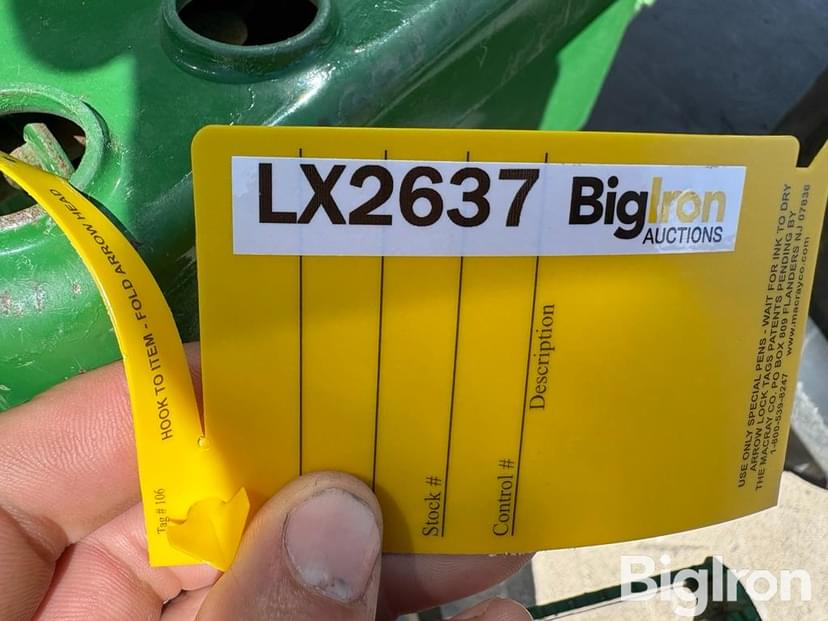 LX2637 BigIron
AUCTIONS
Description
Control #
Stock #
HOOK TO ITEM - FOLD ARROW HEAD
Tag # 106
USE ONLY SPECIAL PENS - WAIT FOR INK TO DRY
ARROW LOCK TAGS PATENTS PENDING BY
THE MACRAY CO. PO BOX 809 FLANDERS NJ 07836
1-800-539-8247 www.macrayco.com
BigIron